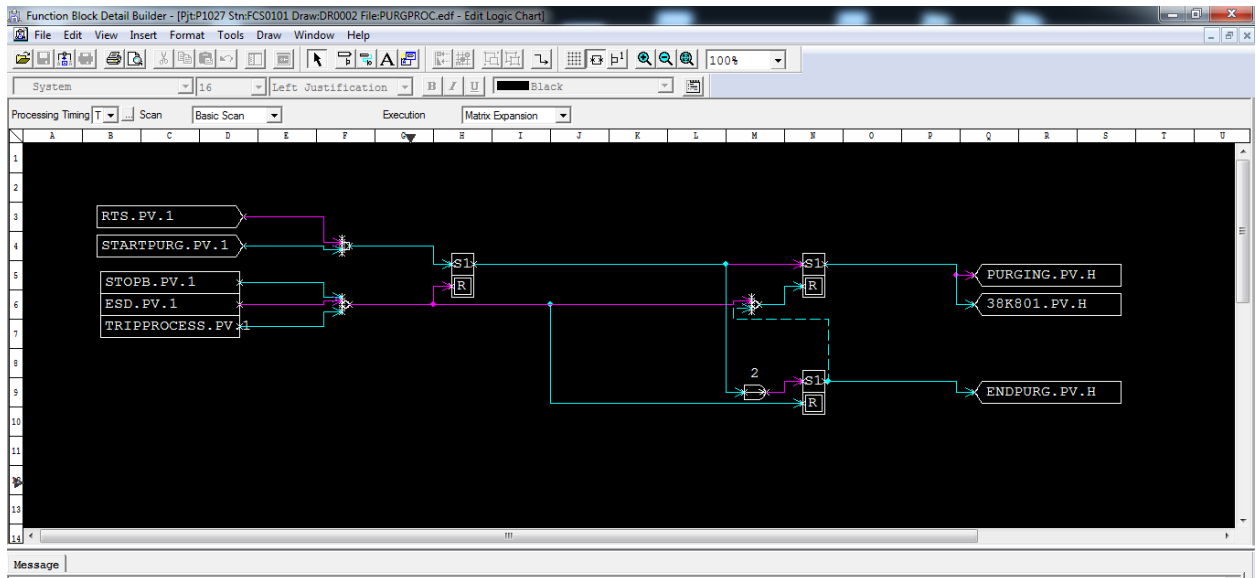 Function Block Detail Builder - [Pjt:P1027 Stn:FCS0101 Draw:DR0002 File:PURGPROC.edf - Edit Logic Chart]
File Edit View Insert Format Tools Draw Window Help
100%
System 16 Left Justification B I U Black
Processing Timing T ... Scan Basic Scan Execution Matrix Expansion
A B C D E F G H I J K L M N O P Q R S T U
1
2
3 RTS.PV.1
4 STARTPURG.PV.1
S1 S1
5 STOPB.PV.1 R R PURGING.PV.H
6 ESD.PV.1 38K801.PV.H
7 TRIPPROCESS.PV.1
8
2 S1
9 ENDPURG.PV.H
R
10
11
13
14
Message